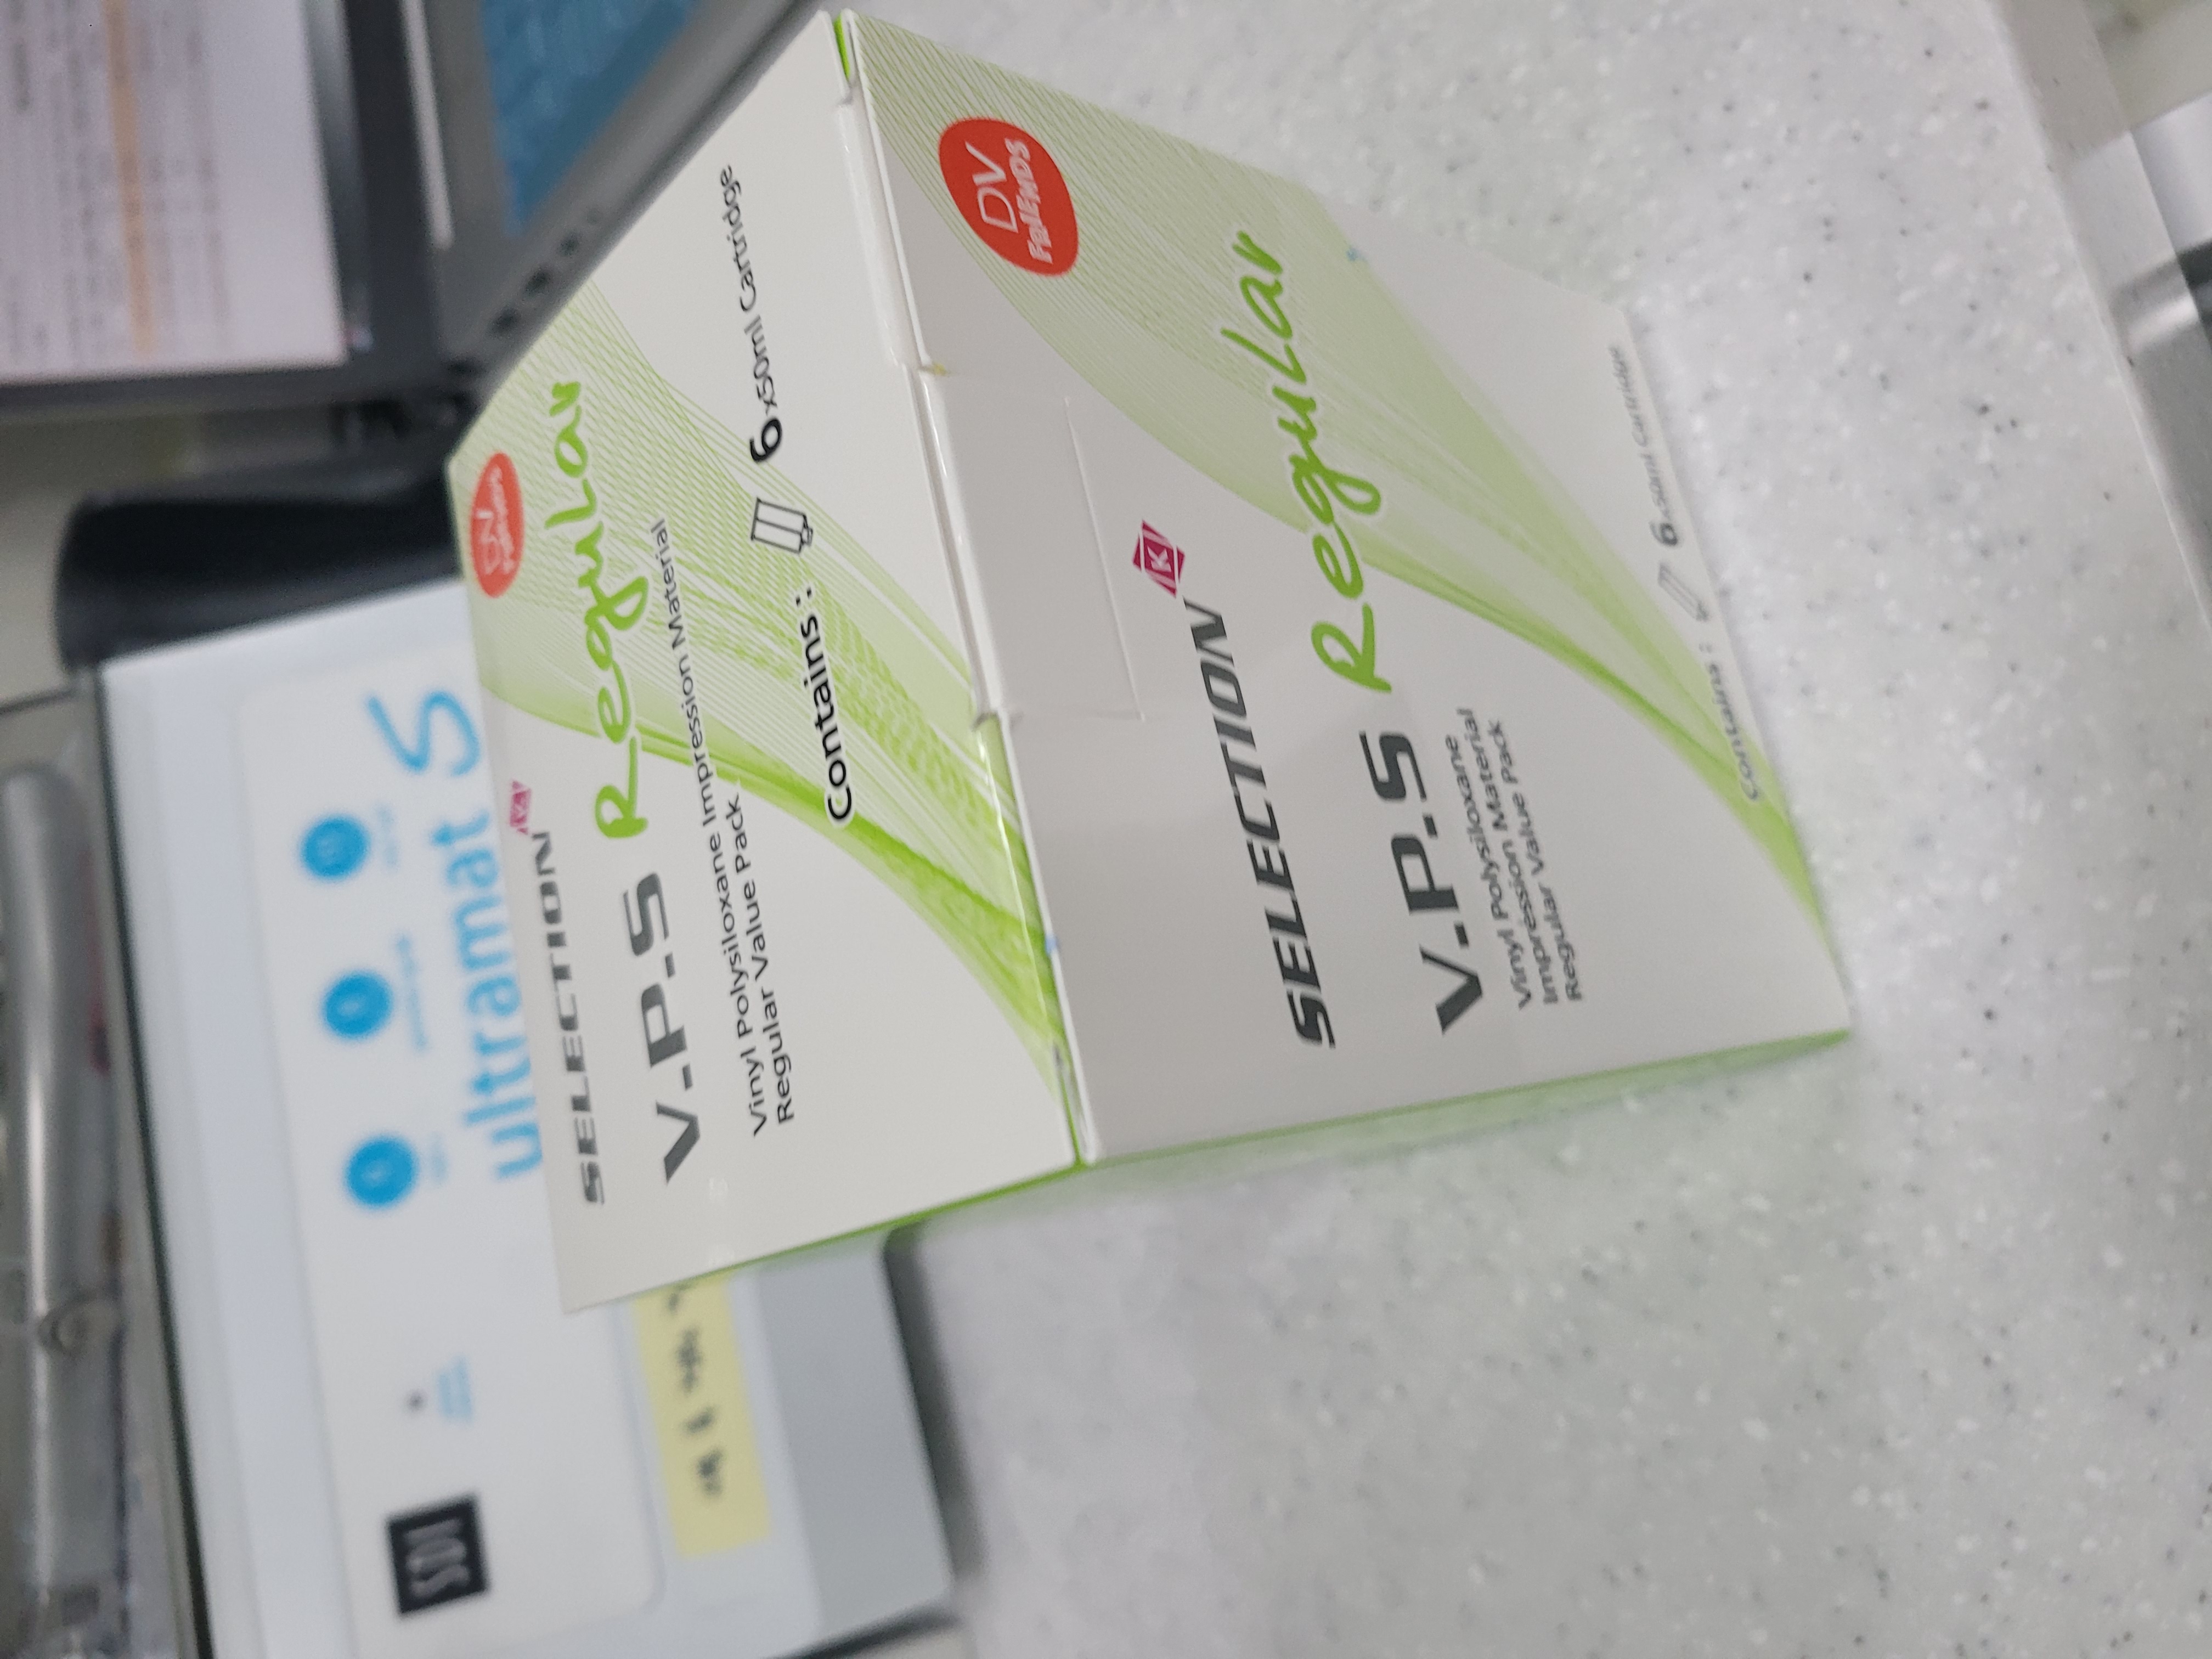 SDI
ultramat S
SELECTION K
DV
FRIENDS
V.P.S Regular
Vinyl Polysiloxane Impression Material
Regular Value Pack
Contains : 6x50ml Cartridge
DV
FRIENDS
SELECTION K
V.P.S Regular
Vinyl Polysiloxane
Impression Material
Regular Value Pack
Contains : 6x50ml Cartridge